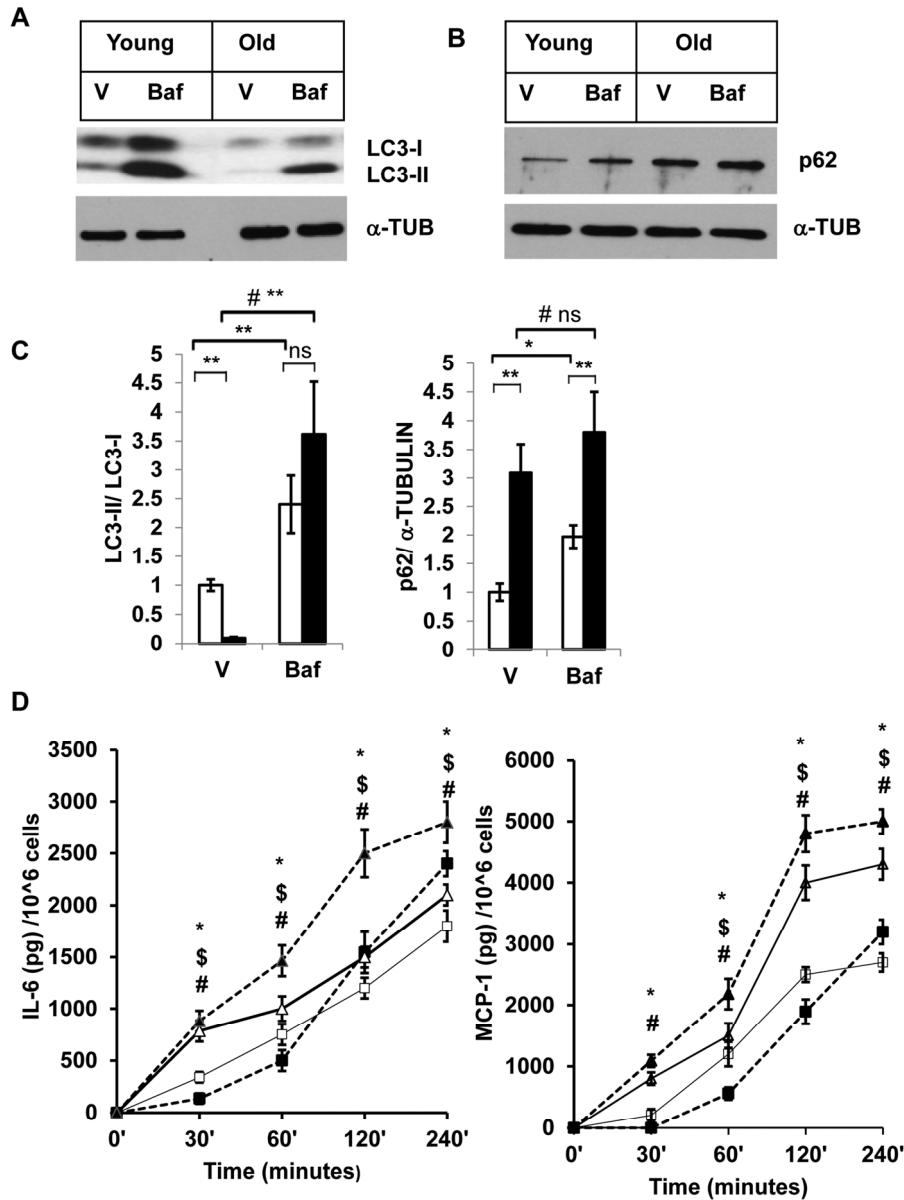 A
Young Old
V Baf V Baf
LC3-I
LC3-II
α-TUB
B
Young Old
V Baf V Baf
p62
α-TUB
C
# **
**
** ns
LC3-II/ LC3-I
5
4.5
4
3.5
3
2.5
2
1.5
1
0.5
0
V Baf
# ns
*
** **
p62/ α-TUBULIN
5
4.5
4
3.5
3
2.5
2
1.5
1
0.5
0
V Baf
D
IL-6 (pg) /10^6 cells
3500
3000
2500
2000
1500
1000
500
0
* * * *
$ $ $ $
# # # #
0' 30' 60' 120' 240'
Time (minutes)
MCP-1 (pg) /10^6 cells
6000
5000
4000
3000
2000
1000
0
* * * *
$ $ $
# # # #
0' 30' 60' 120' 240'
Time (minutes)